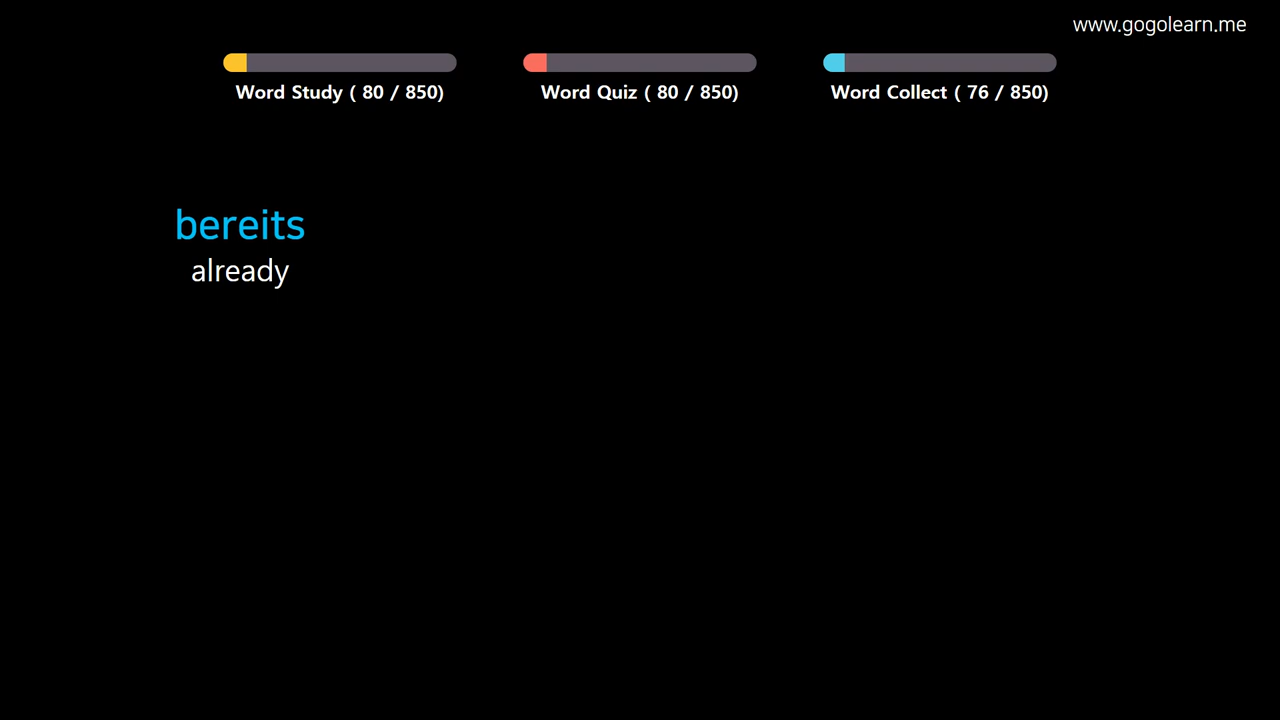 www.gogolearn.me
Word Study ( 80 / 850)
Word Quiz ( 80 / 850)
Word Collect ( 76 / 850)
bereits
already